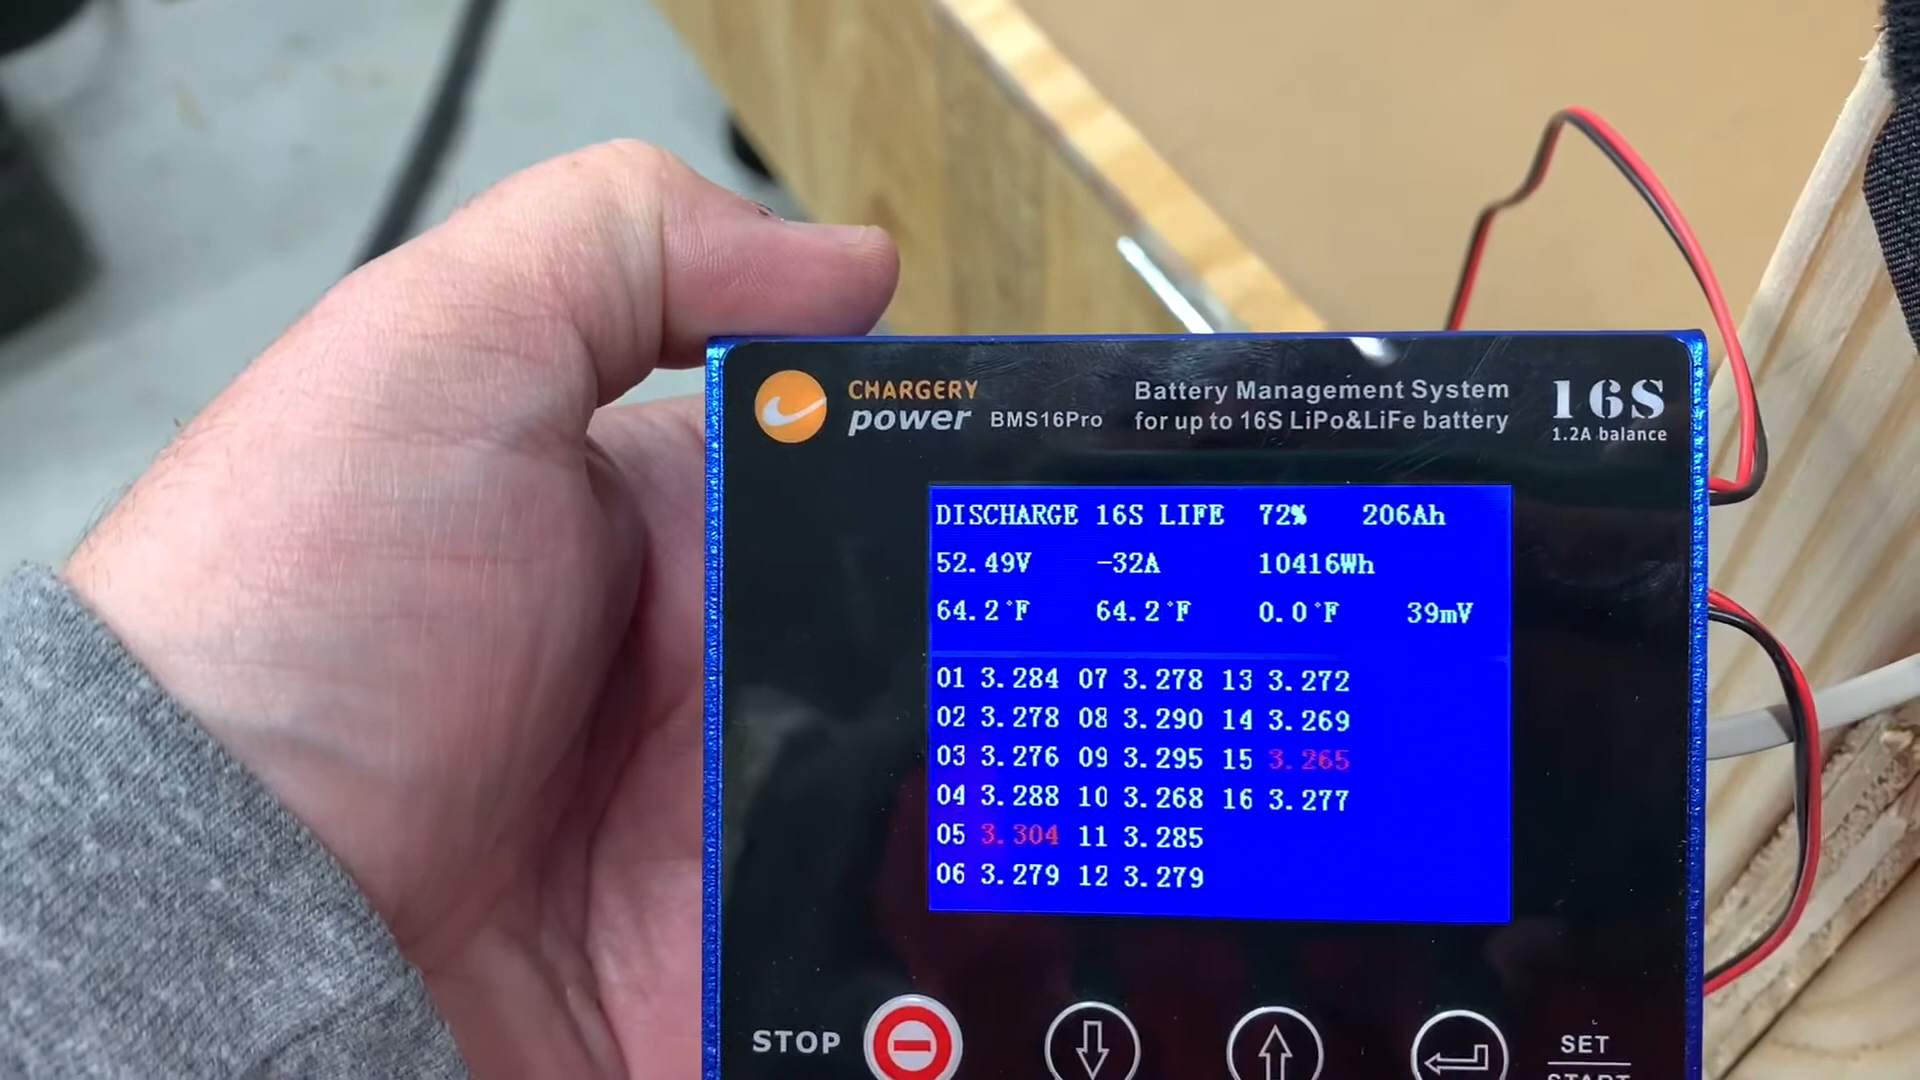 CHARGERY
power BMS16Pro
Battery Management System
for up to 16S LiPo&LiFe battery
16S
1.2A balance
DISCHARGE 16S LIFE 72% 206Ah
52.49V -32A 10416Wh
64.2°F 64.2°F 0.0°F 39mV
01 3.284 07 3.278 13 3.272
02 3.278 08 3.290 14 3.269
03 3.276 09 3.295 15 3.265
04 3.288 10 3.268 16 3.277
05 3.304 11 3.285
06 3.279 12 3.279
STOP
SET
START